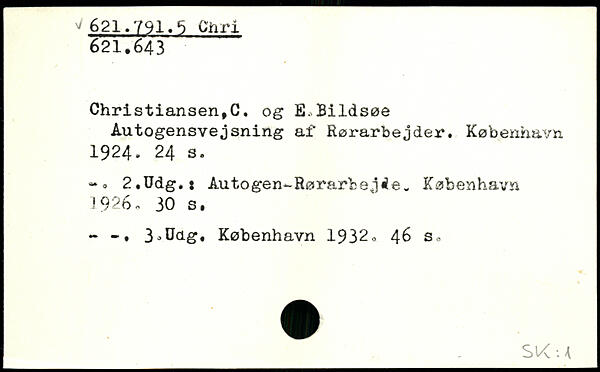 ✓ 621.791.5 Chri
621.643
Christiansen,C. og E.Bildsøe
Autogensvejsning af Rørarbejder. København
1924. 24 s.
-. 2.Udg.: Autogen-Rørarbejde. København
1926. 30 s.
- -. 3.Udg. København 1932. 46 s.
SK:1